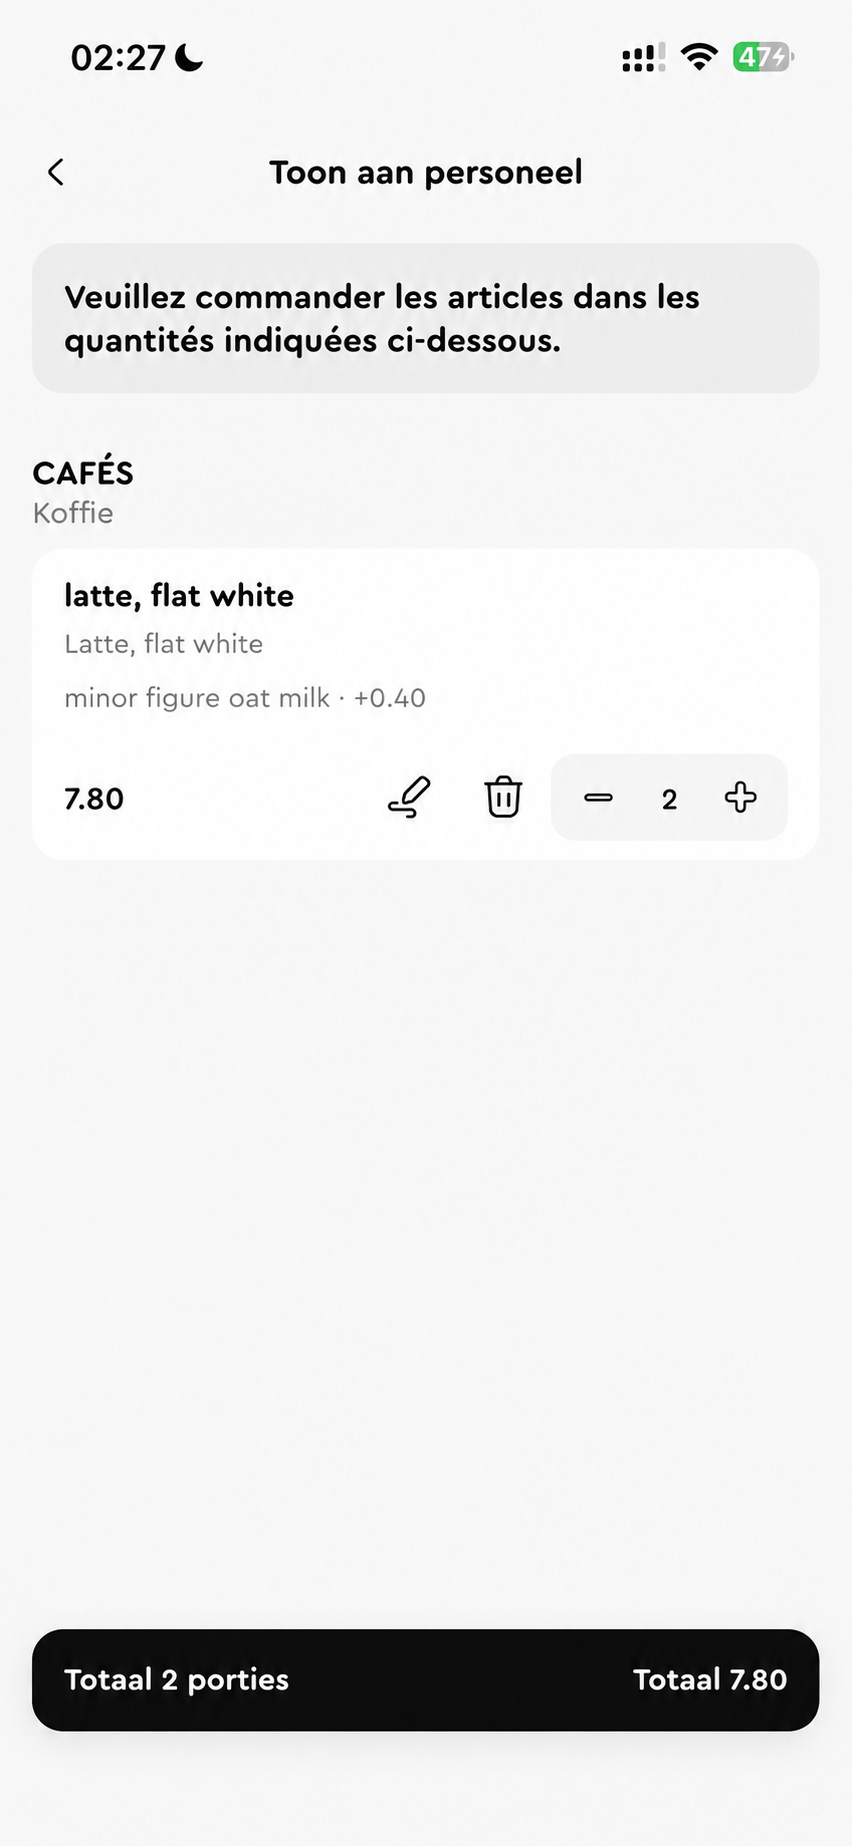 02:27
47
Toon aan personeel
Veuillez commander les articles dans les
quantités indiquées ci-dessous.
CAFÉS
Koffie
latte, flat white
Latte, flat white
minor figure oat milk · +0.40
7.80
2
Totaal 2 porties Totaal 7.80